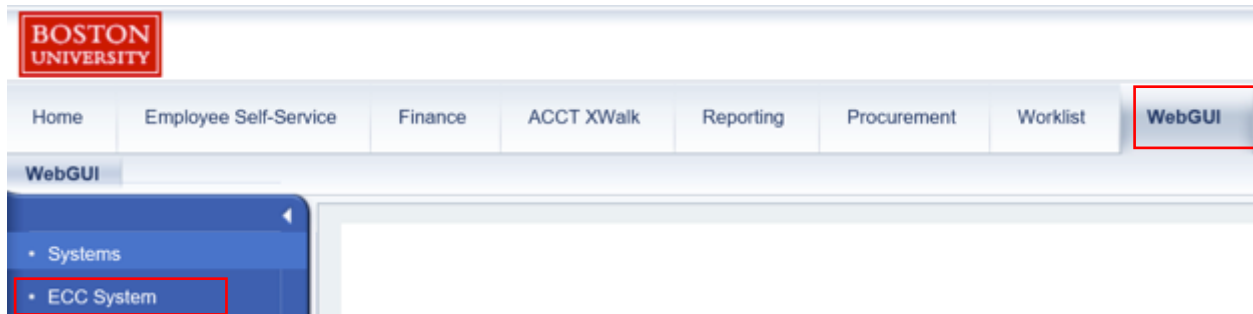 BOSTON
UNIVERSITY
Home Employee Self-Service Finance ACCT XWalk Reporting Procurement Worklist WebGUI
WebGUI
• Systems
• ECC System